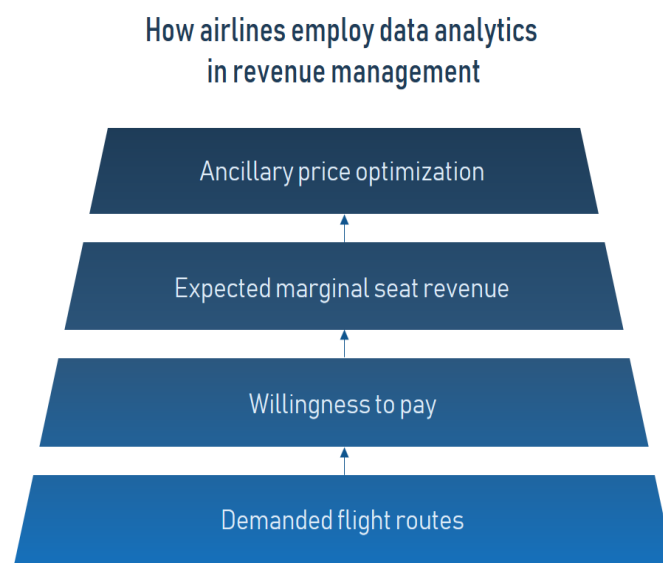 How airlines employ data analytics
in revenue management
Ancillary price optimization
Expected marginal seat revenue
Willingness to pay
Demanded flight routes